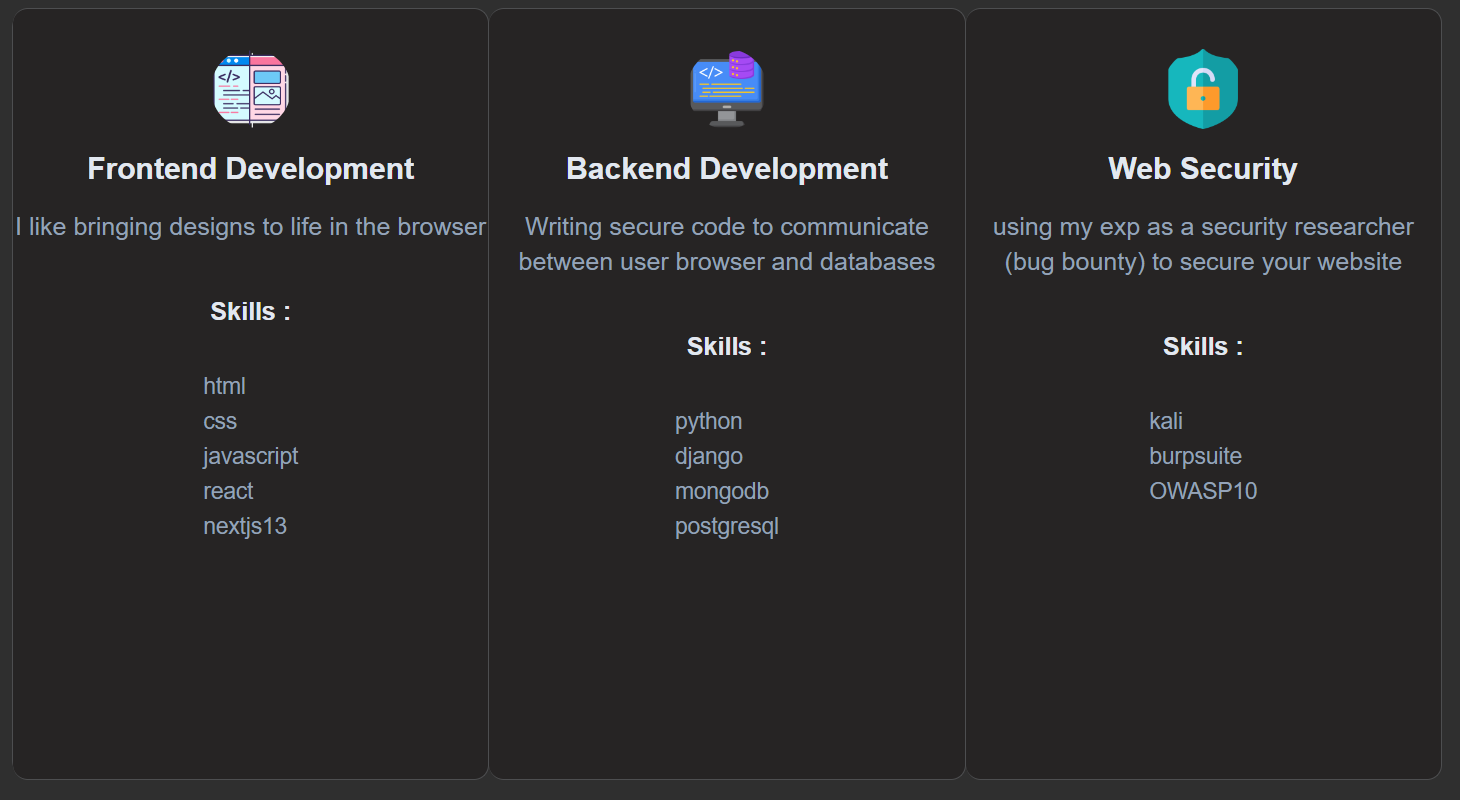 </>
Frontend Development
I like bringing designs to life in the browser
Skills :
html
css
javascript
react
nextjs13
</>
Backend Development
Writing secure code to communicate
between user browser and databases
Skills :
python
django
mongodb
postgresql
Web Security
using my exp as a security researcher
(bug bounty) to secure your website
Skills :
kali
burpsuite
OWASP10